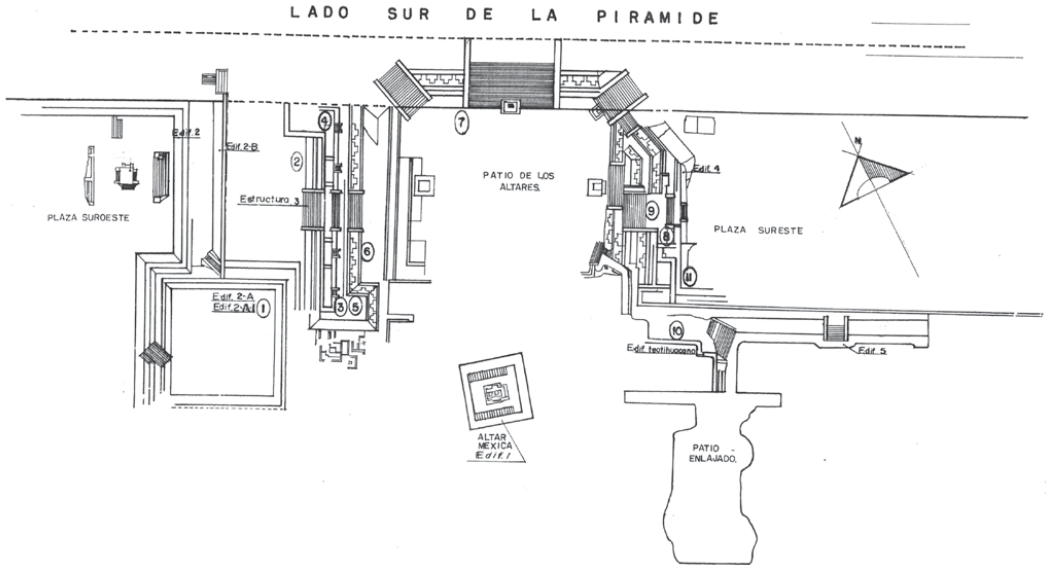 LADO SUR DE LA PIRAMIDE
Edif. 2
Edif. 2-B
4
7
2
N
PATIO DE LOS
ALTARES.
Edif. 4
Estructura 3
9
PLAZA SUROESTE
8
PLAZA SURESTE
6
11
Edif. 2-A
1
3
5
10
Edif. teotihuacano
Edif. 5
ALTAR
MEXICA
Edif. 1
PATIO
ENLAJADO.